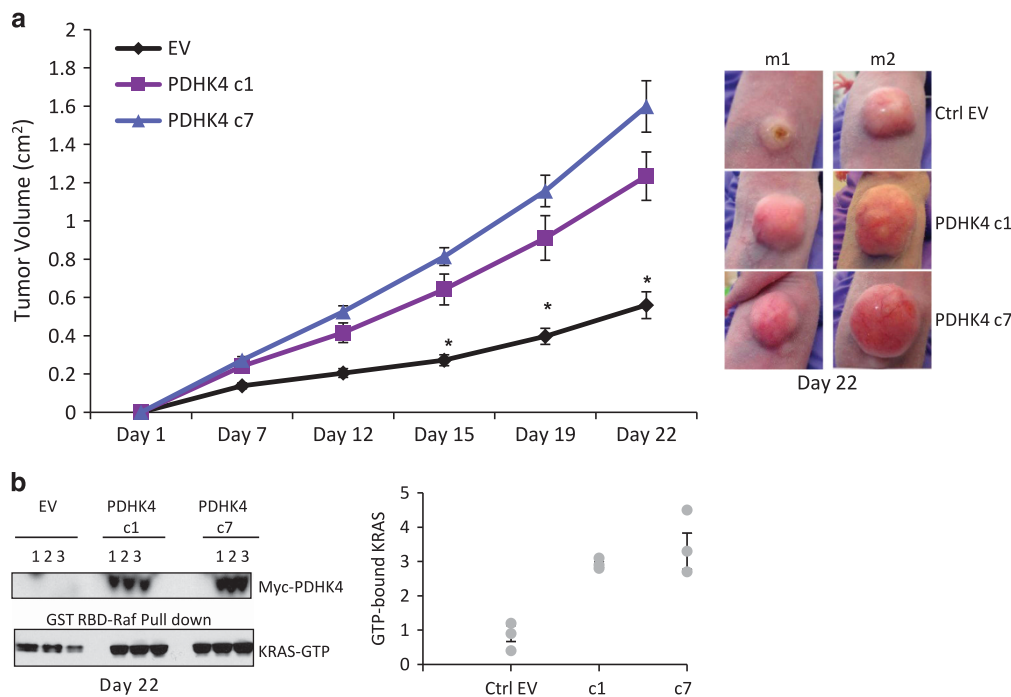 a
2
1.8
1.6
1.4
1.2
1
0.8
0.6
0.4
0.2
0
Tumor Volume (cm²)
EV
PDHK4 c1
PDHK4 c7
*
*
*
Day 1 Day 7 Day 12 Day 15 Day 19 Day 22
m1 m2
Ctrl EV
PDHK4 c1
PDHK4 c7
Day 22
b
EV PDHK4 c1 PDHK4 c7
1 2 3 1 2 3 1 2 3
Myc-PDHK4
GST RBD-Raf Pull down
KRAS-GTP
Day 22
5
4
3
2
1
0
GTP-bound KRAS
Ctrl EV c1 c7